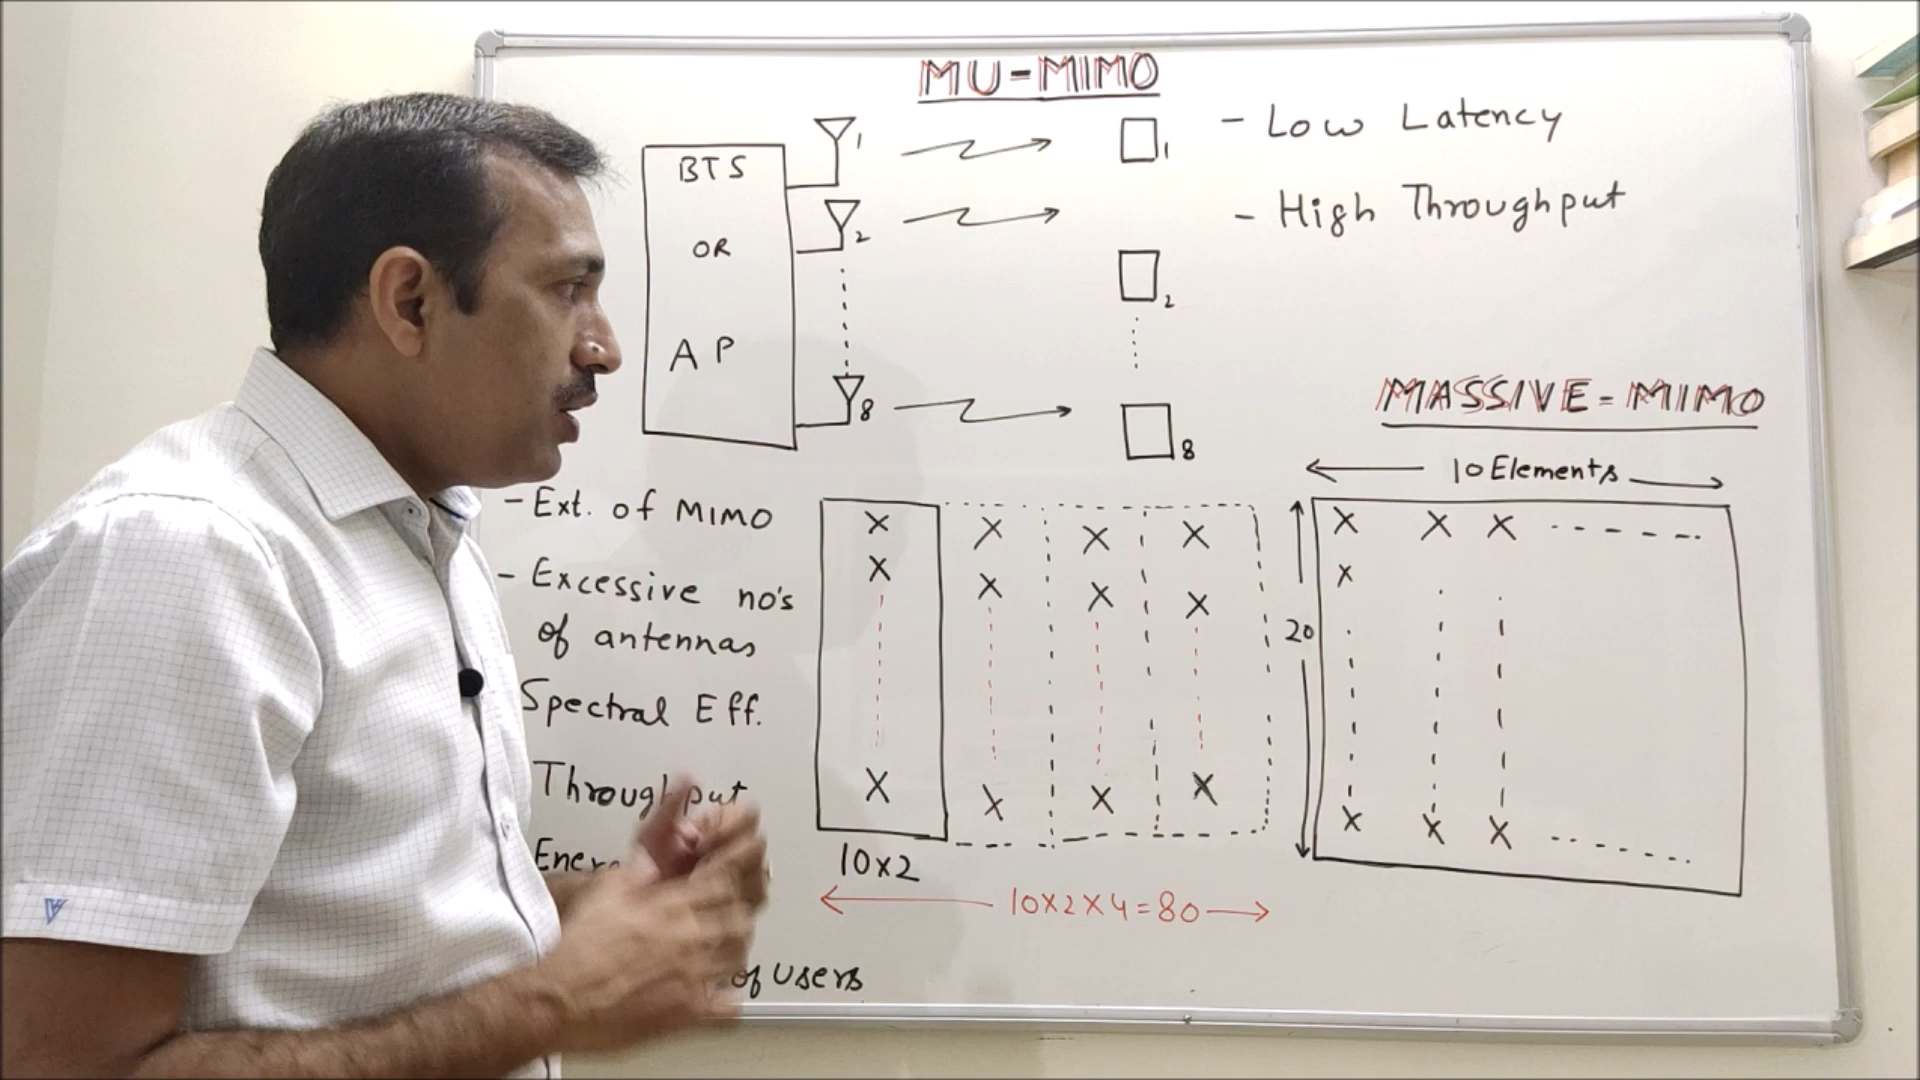 MU-MIMO
BTS
OR
AP
1
2
8
1
2
8
- Low Latency
- High Throughput
- Ext. of MIMO
- Excessive no's
of antennas
Spectral Eff.
Throughput
of users
X X X X
X X X X
X X X X
10x2
10x2x4=80
MASSIVE-MIMO
10 Elements
20
X X X
X
X X X